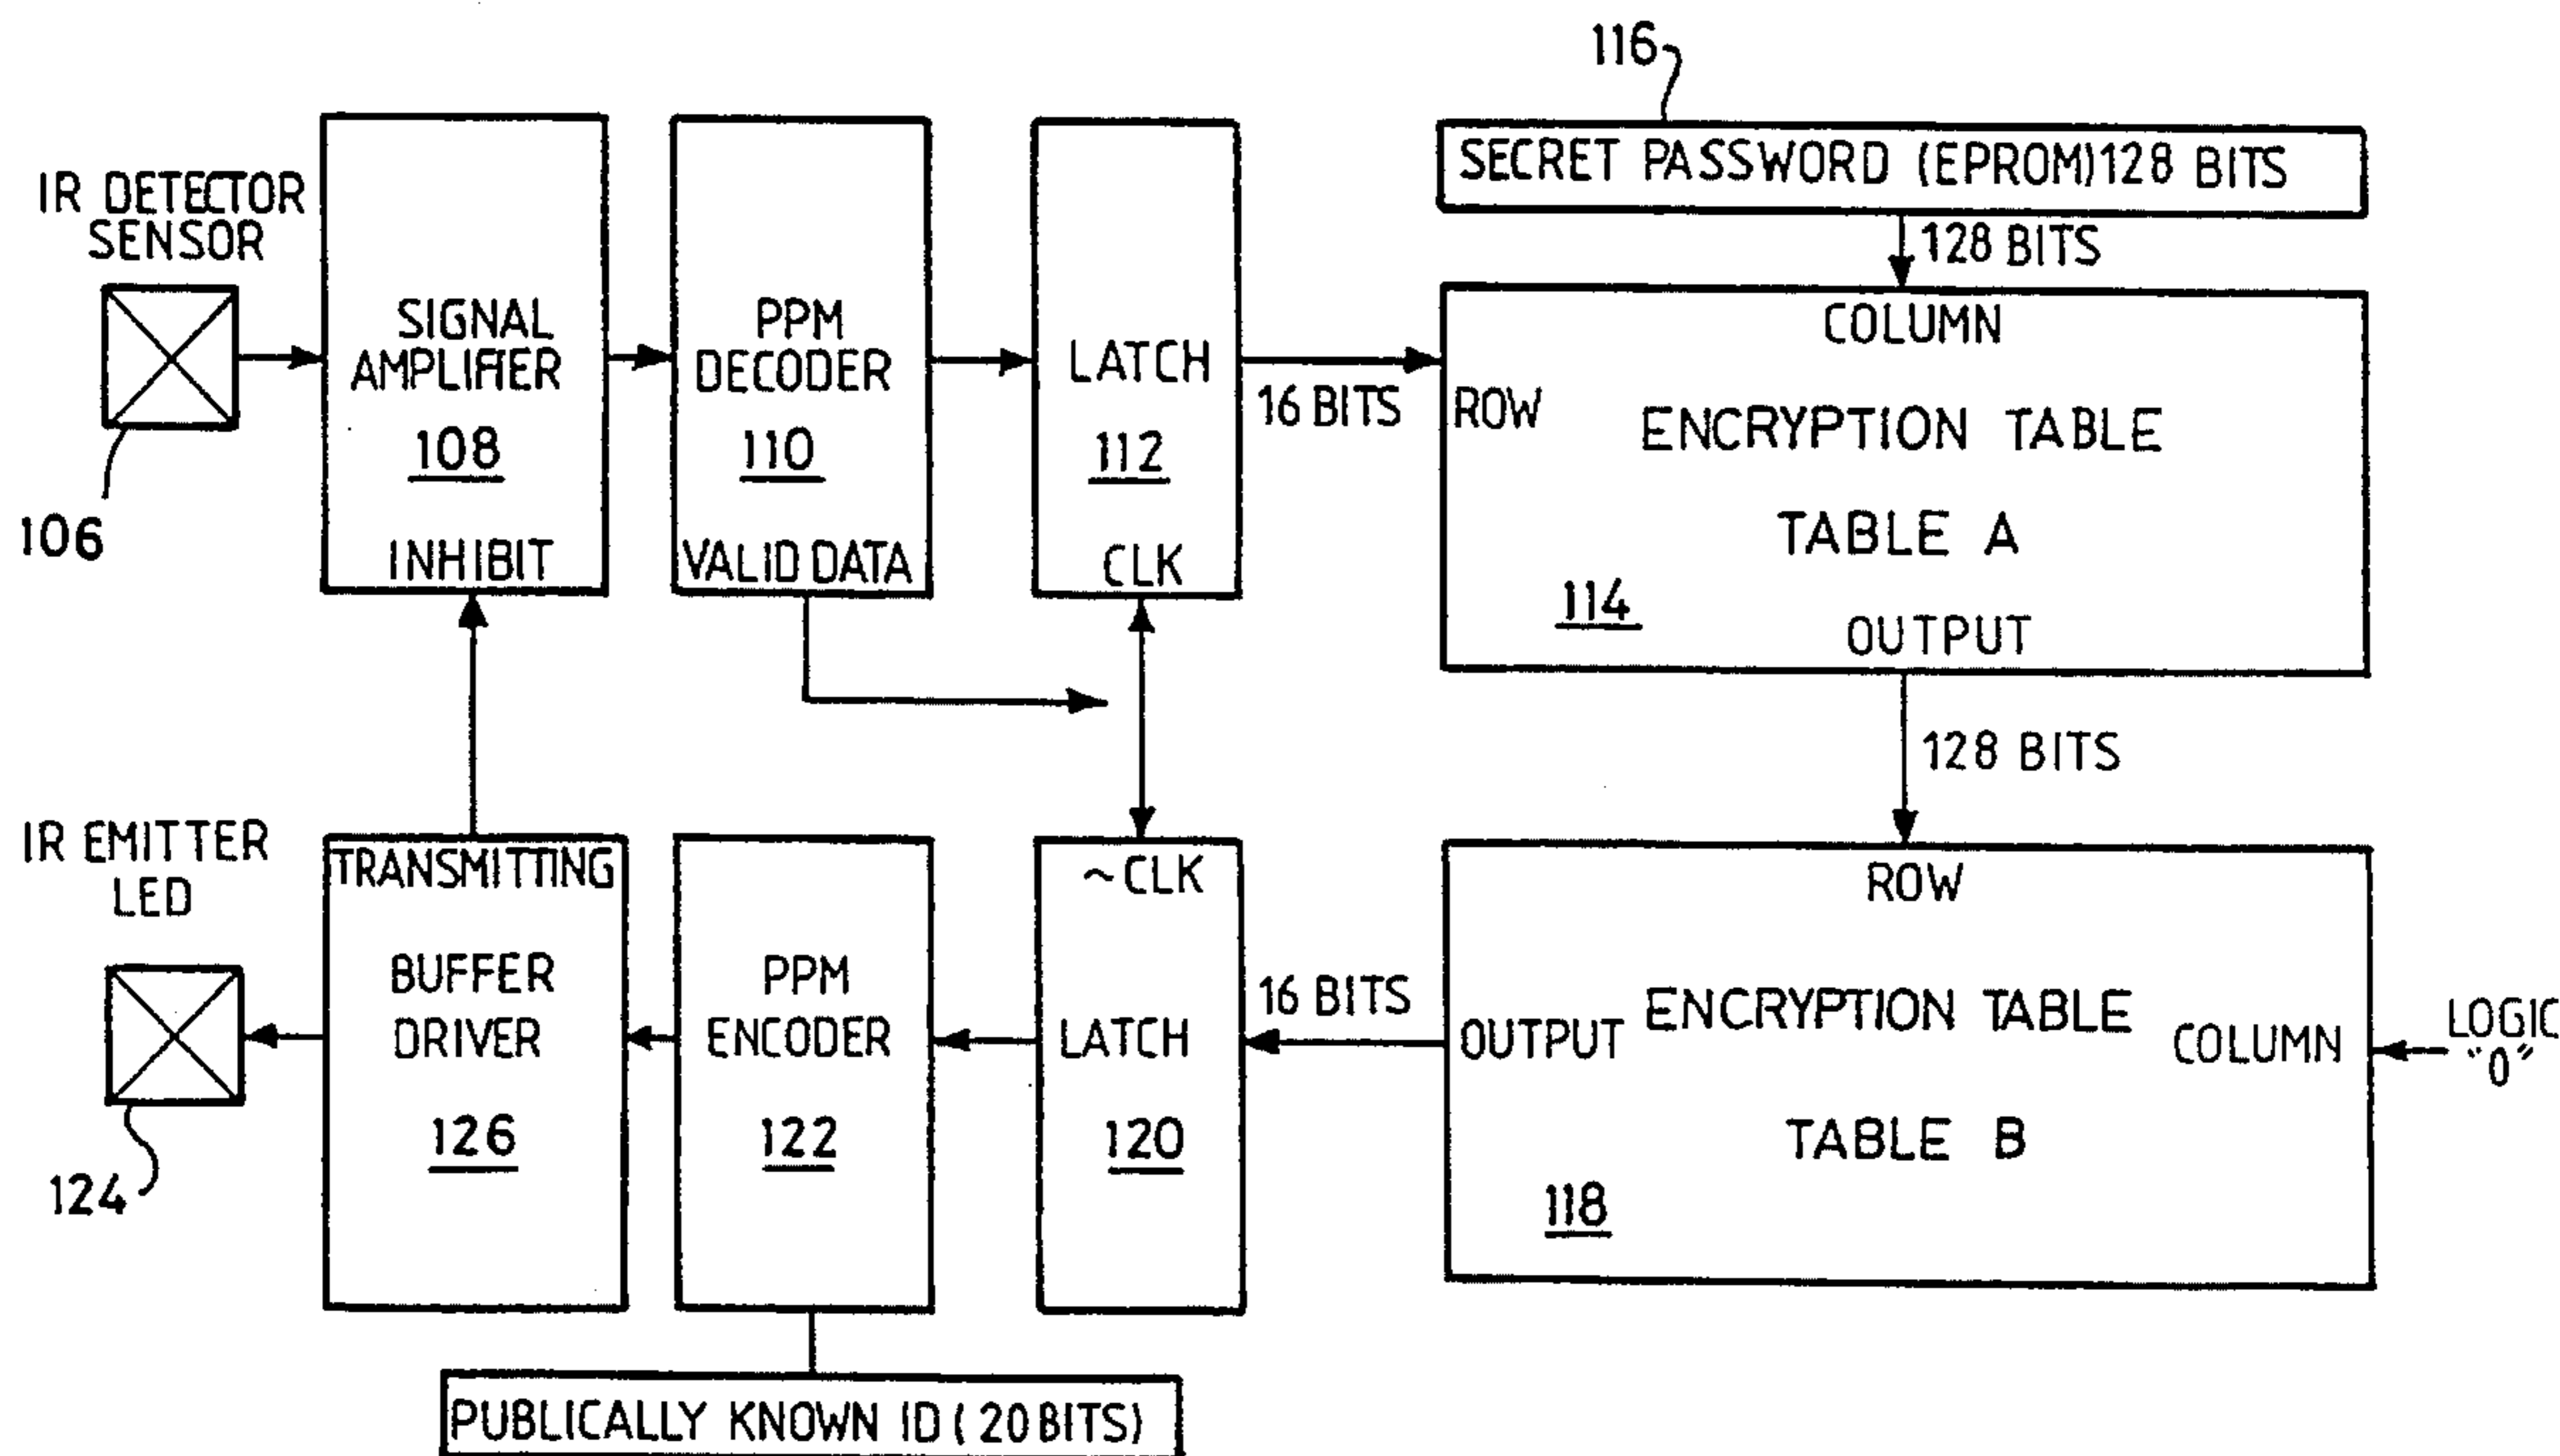 116
SECRET PASSWORD (EPROM)128 BITS
128 BITS
IR DETECTOR
SENSOR
106
SIGNAL
AMPLIFIER
108
INHIBIT
PPM
DECODER
110
VALID DATA
LATCH
112
CLK
16 BITS
COLUMN
ROW
ENCRYPTION TABLE
TABLE A
114
OUTPUT
128 BITS
IR EMITTER
LED
124
TRANSMITTING
BUFFER
DRIVER
126
PPM
ENCODER
122
~CLK
LATCH
120
16 BITS
ROW
OUTPUT
ENCRYPTION TABLE
COLUMN
TABLE B
118
LOGIC
"0"
PUBLICALLY KNOWN ID (20 BITS)